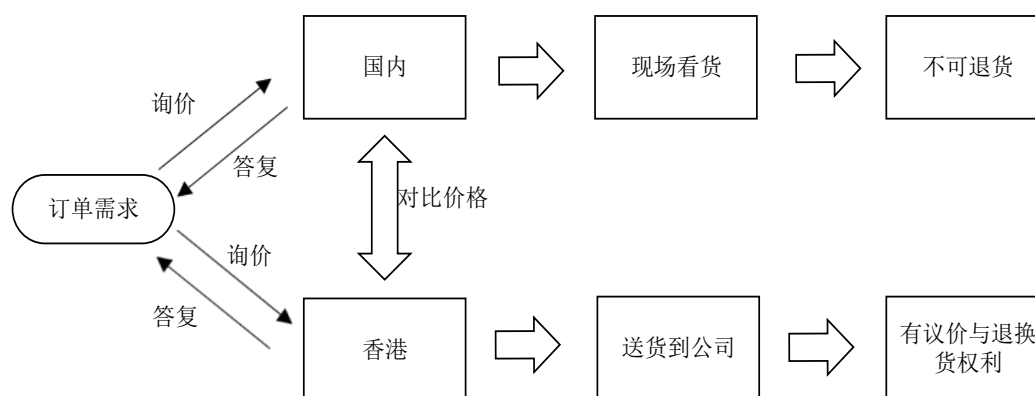 国内
现场看货
不可退货
询价
答复
对比价格
订单需求
询价
答复
香港
送货到公司
有议价与退换
货权利